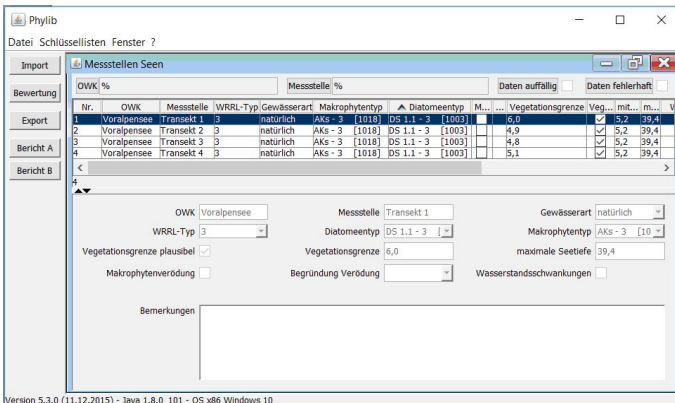 Phylib
Datei Schlüssellisten Fenster ?
Import
Bewertung
Export
Bericht A
Bericht B
Messstellen Seen
OWK % Messstelle % Daten auffällig Daten fehlerhaft
Nr. OWK Messstelle WRRL-Typ Gewässerart Makrophytentyp Diatomeentyp M... ... Vegetationsgrenze Veg... mit... m... W
1 Voralpensee Transekt 1 3 natürlich AKs - 3 [1018] DS 1.1 - 3 [1003] 6,0 5,2 39,4
2 Voralpensee Transekt 2 3 natürlich AKs - 3 [1018] DS 1.1 - 3 [1003] 4,9 5,2 39,4
3 Voralpensee Transekt 3 3 natürlich AKs - 3 [1018] DS 1.1 - 3 [1003] 4,8 5,2 39,4
4 Voralpensee Transekt 4 3 natürlich AKs - 3 [1018] DS 1.1 - 3 [1003] 5,1 5,2 39,4
4
OWK Voralpensee Messstelle Transekt 1 Gewässerart natürlich
WRRL-Typ 3 Diatomeentyp DS 1.1 - 3 [ Makrophytentyp AKs - 3 [10
Vegetationsgrenze plausibel Vegetationsgrenze 6,0 maximale Seetiefe 39,4
Makrophytenverödung Begründung Verödung Wasserstandsschwankungen
Bemerkungen
Version 5.3.0 (11.12.2015) - Java 1.8.0_101 - OS x86 Windows 10